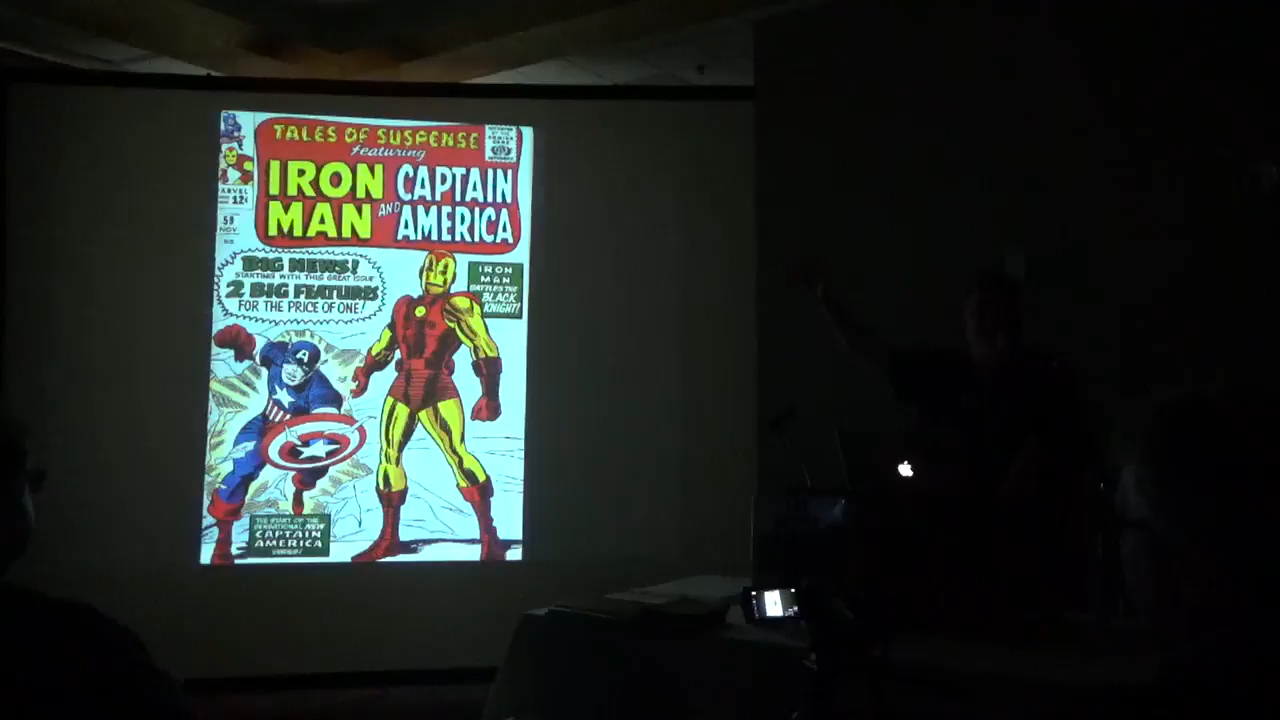 TALES OF SUSPENSE
featuring
IRON MAN
AND
CAPTAIN AMERICA
12¢
NOV.
BIG NEWS!
STARTING WITH THIS GREAT ISSUE
2 BIG FEATURES
FOR THE PRICE OF ONE!
IRON
MAN
BATTLES THE
BLACK
KNIGHT!
A
THE START OF THE
SENSATIONAL NEW
CAPTAIN
AMERICA